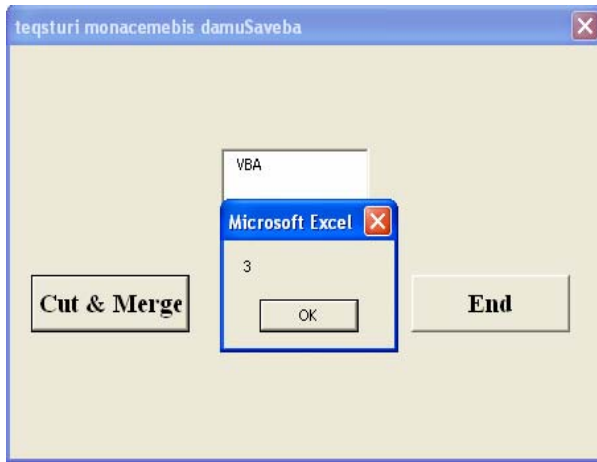 teqsturi monacemebis damuSaveba
VBA
Microsoft Excel
3
OK
Cut & Merge
End